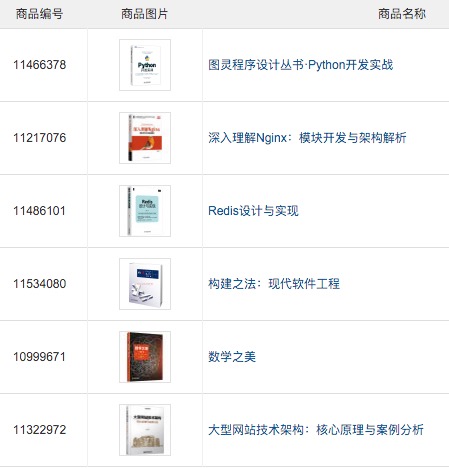 商品编号 商品图片 商品名称
11466378 Python 图灵程序设计丛书·Python开发实战
11217076 深入理解Nginx 深入理解Nginx：模块开发与架构解析
11486101 Redis 设计与实现 Redis设计与实现
11534080 构建之法：现代软件工程
10999671 数学之美 数学之美
11322972 大型网站技术架构 大型网站技术架构：核心原理与案例分析